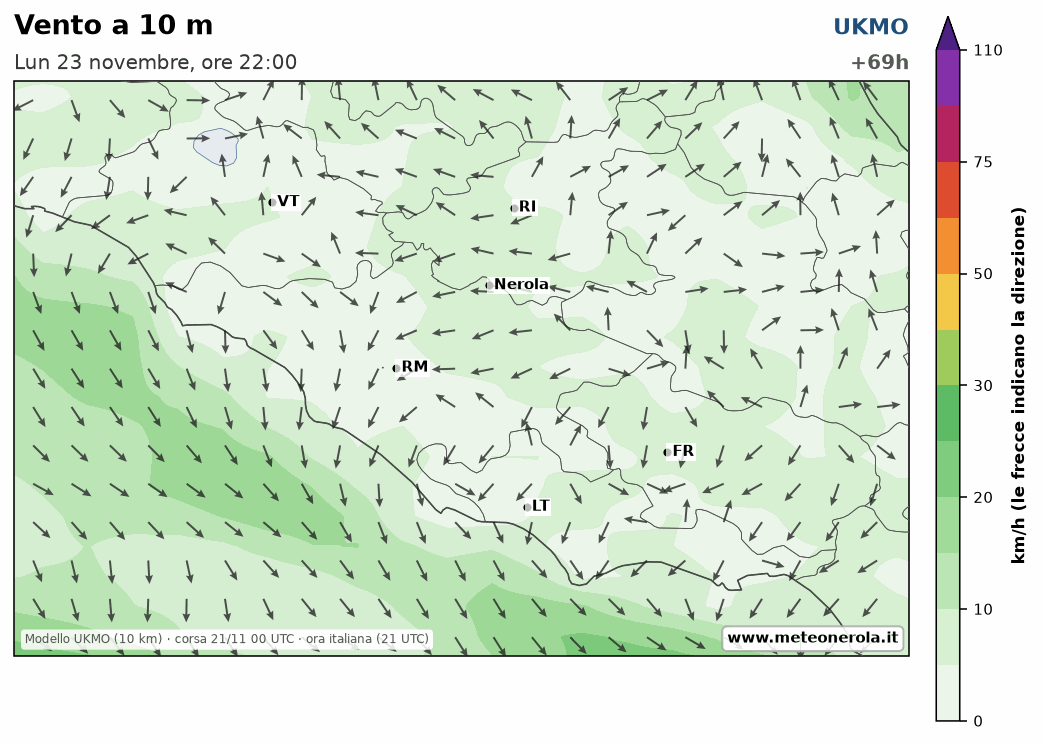 Vento a 10 m
UKMO
Lun 23 novembre, ore 22:00
+69h
VT
RI
Nerola
RM
FR
LT
Modello UKMO (10 km) · corsa 21/11 00 UTC · ora italiana (21 UTC)
www.meteonerola.it
110
75
50
30
20
10
0
km/h (le frecce indicano la direzione)